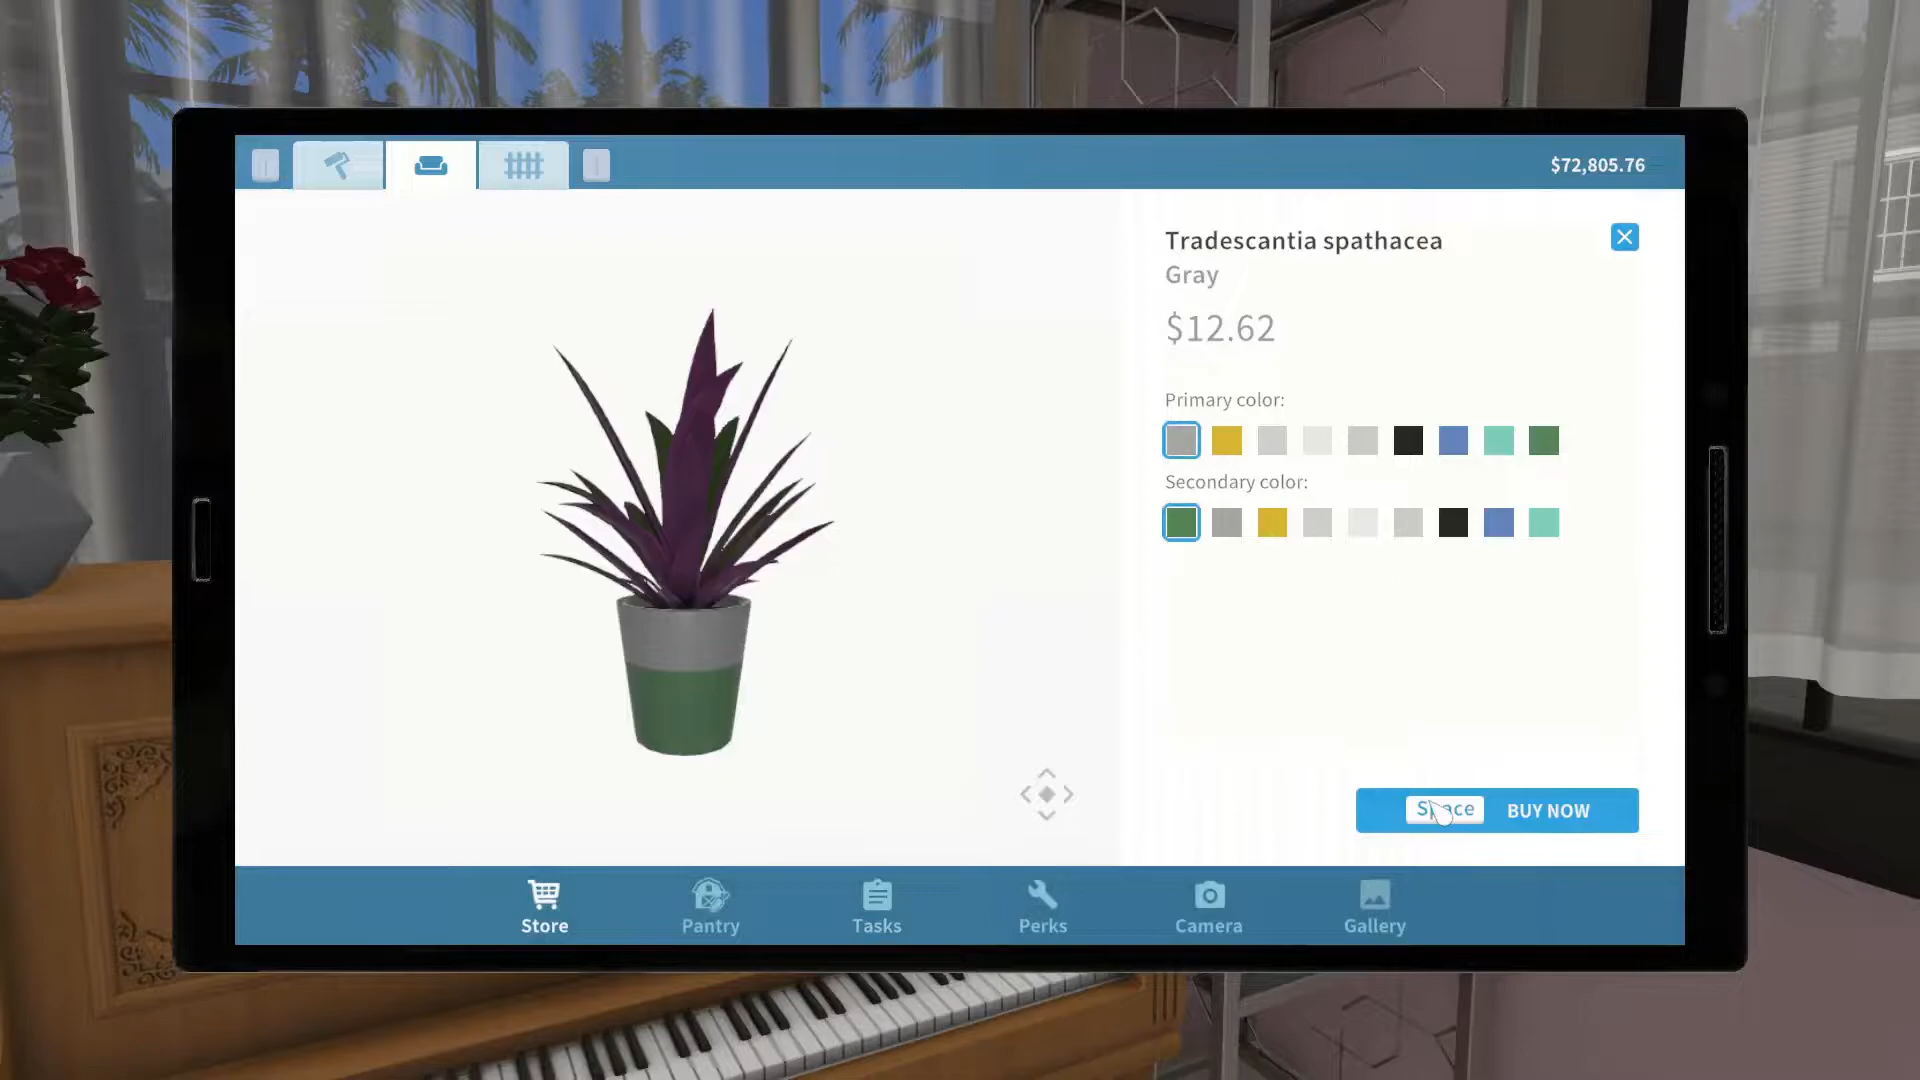 $72,805.76
Tradescantia spathacea
Gray
$12.62
Primary color:
Secondary color:
Space BUY NOW
Store Pantry Tasks Perks Camera Gallery